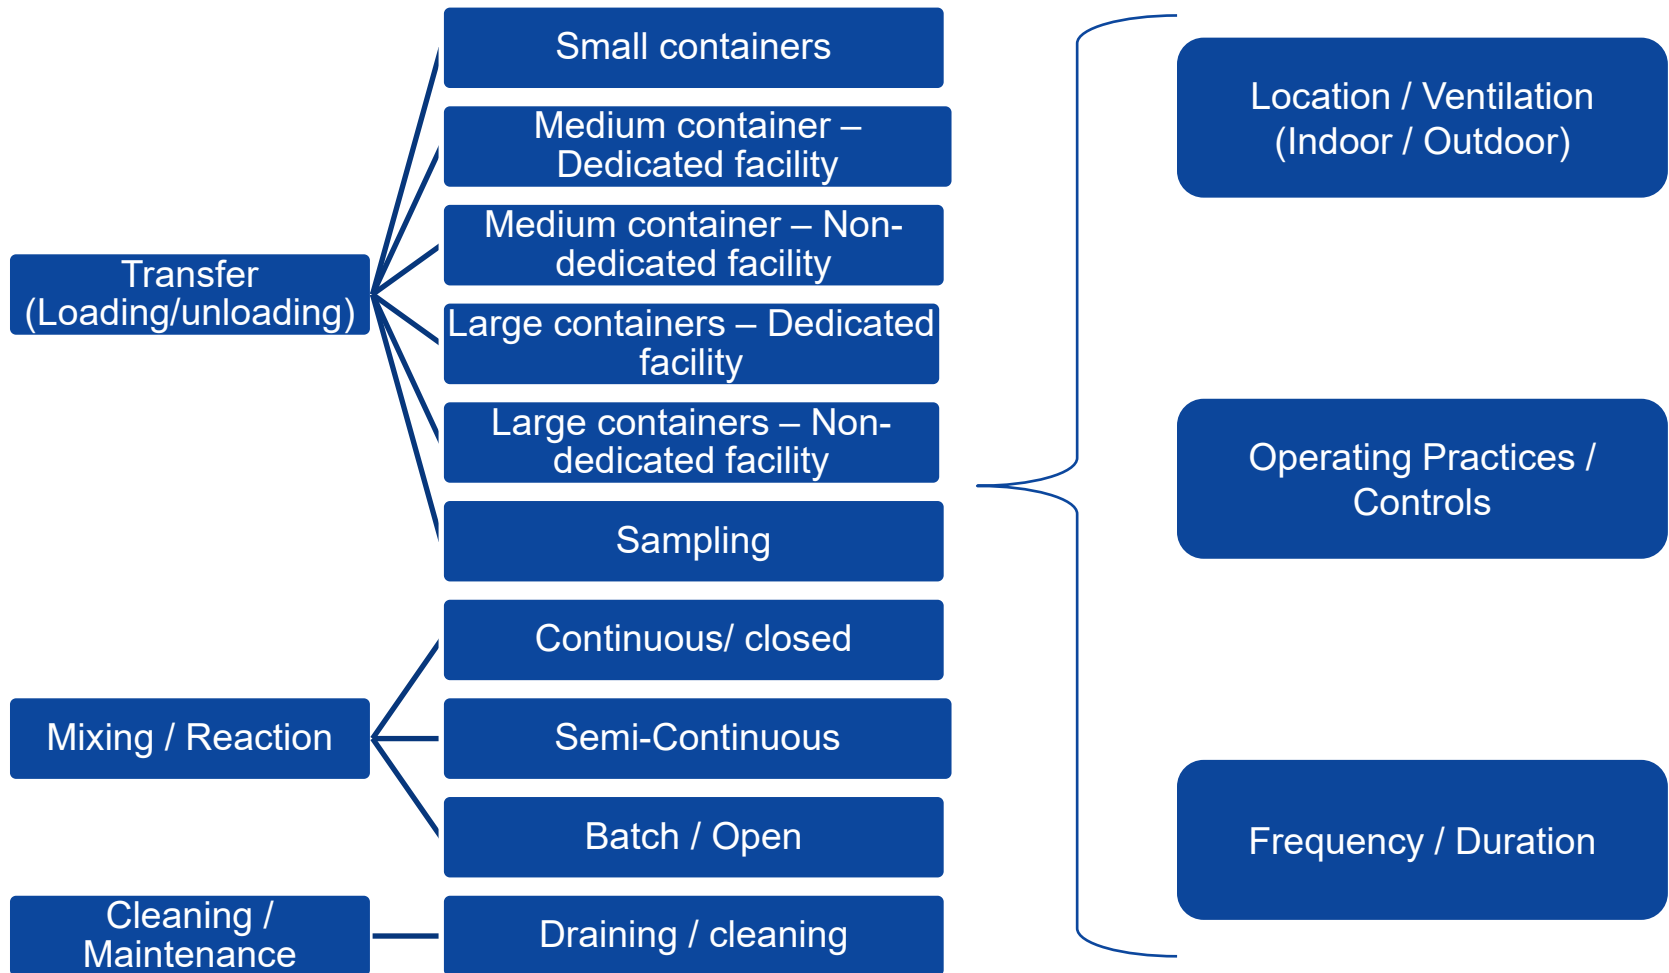 Small containers
Medium container –
Dedicated facility
Medium container – Non-
dedicated facility
Transfer
(Loading/unloading)
Large containers – Dedicated
facility
Large containers – Non-
dedicated facility
Sampling
Continuous/ closed
Mixing / Reaction
Semi-Continuous
Batch / Open
Cleaning /
Maintenance
Draining / cleaning
Location / Ventilation
(Indoor / Outdoor)
Operating Practices /
Controls
Frequency / Duration